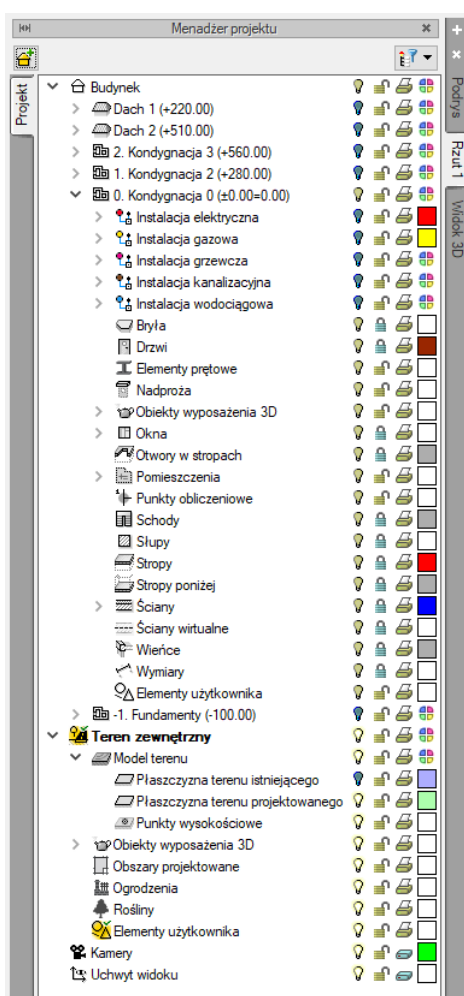 Menadżer projektu
Projekt
Budynek
Dach 1 (+220.00)
Dach 2 (+510.00)
2. Kondygnacja 3 (+560.00)
1. Kondygnacja 2 (+280.00)
0. Kondygnacja 0 (±0.00=0.00)
Instalacja elektryczna
Instalacja gazowa
Instalacja grzewcza
Instalacja kanalizacyjna
Instalacja wodociągowa
Bryła
Drzwi
Elementy prętowe
Nadproża
Obiekty wyposażenia 3D
Okna
Otwory w stropach
Pomieszczenia
Punkty obliczeniowe
Schody
Słupy
Stropy
Stropy poniżej
Ściany
Ściany wirtualne
Wieńce
Wymiary
Elementy użytkownika
-1. Fundamenty (-100.00)
Teren zewnętrzny
Model terenu
Płaszczyzna terenu istniejącego
Płaszczyzna terenu projektowanego
Punkty wysokościowe
Obiekty wyposażenia 3D
Obszary projektowane
Ogrodzenia
Rośliny
Elementy użytkownika
Kamery
Uchwyt widoku
Podrys
Rzut 1
Widok 3D